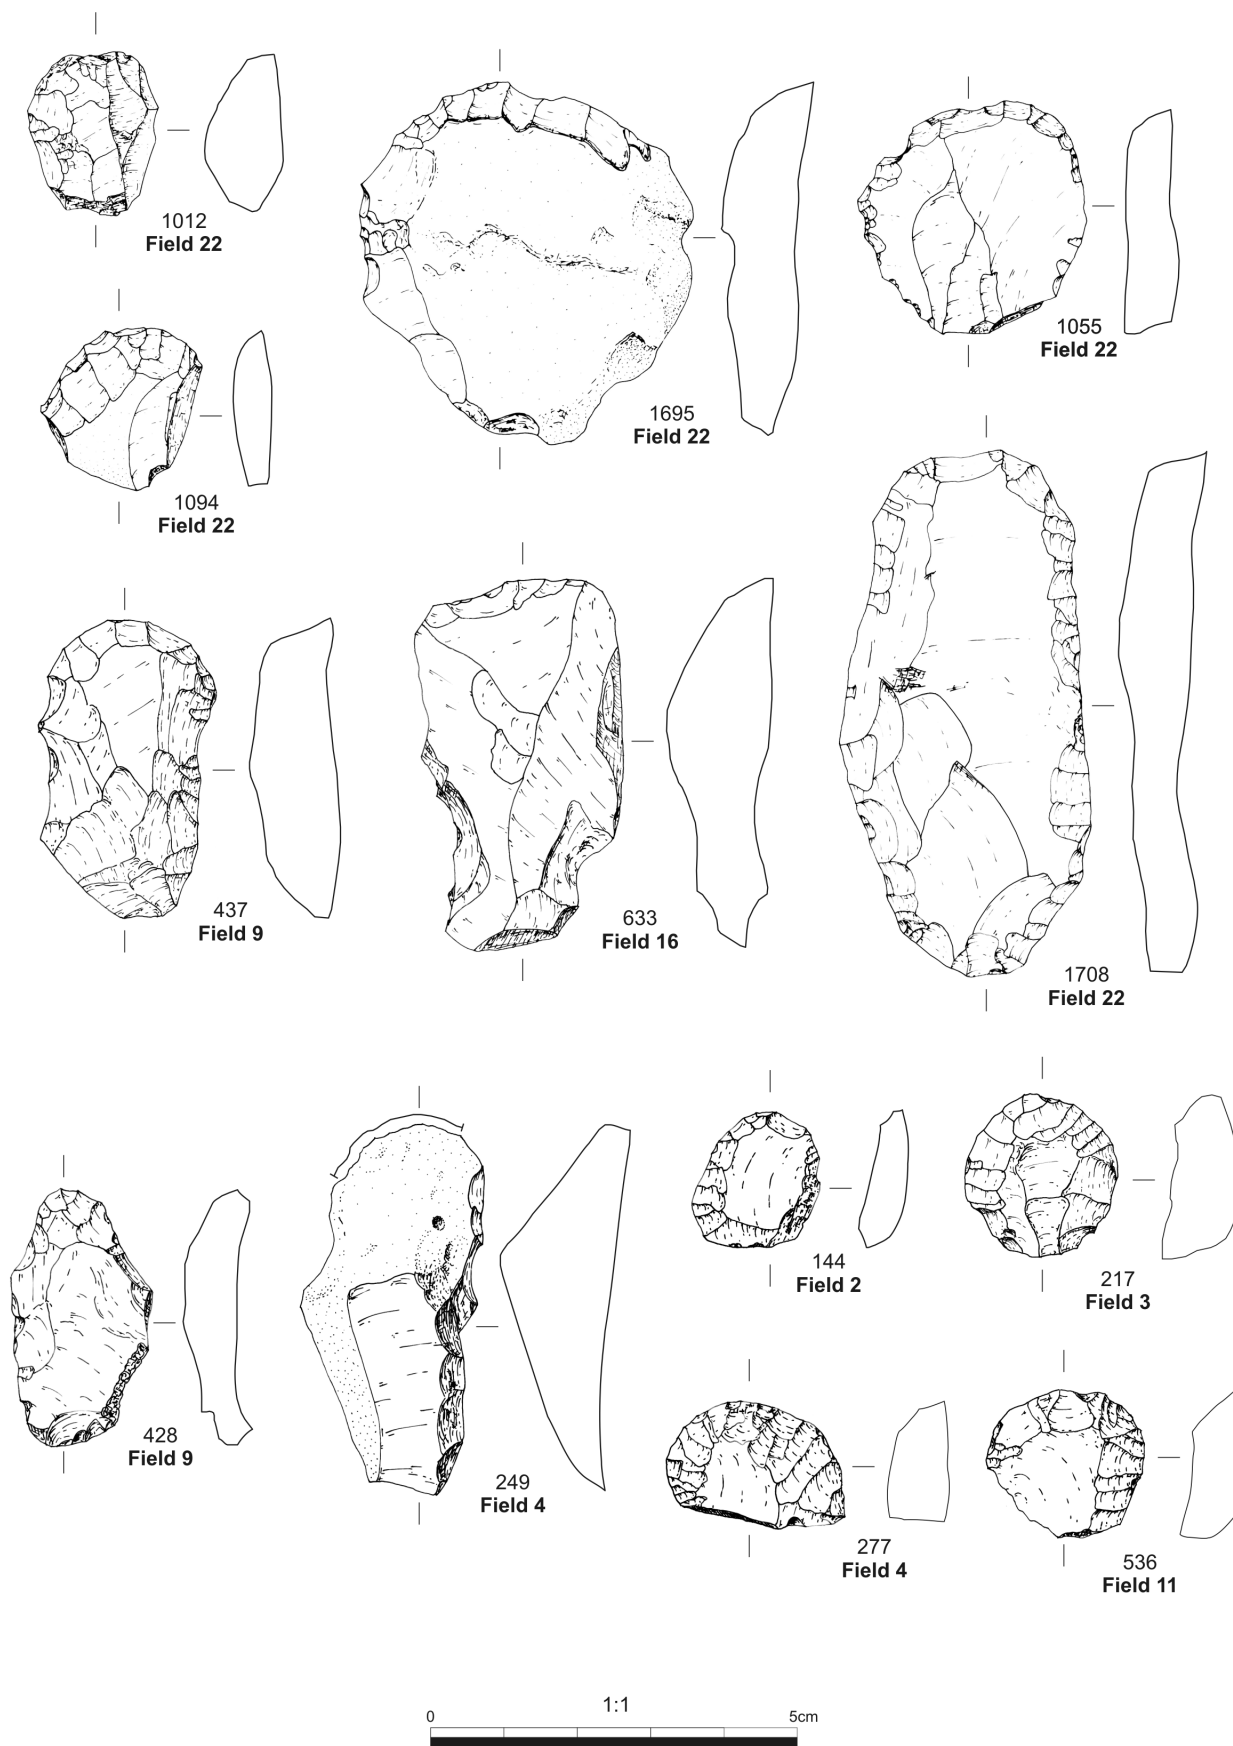 1012
Field 22
1695
Field 22
1055
Field 22
1094
Field 22
437
Field 9
633
Field 16
1708
Field 22
428
Field 9
249
Field 4
144
Field 2
217
Field 3
277
Field 4
536
Field 11
1:1
0 5cm